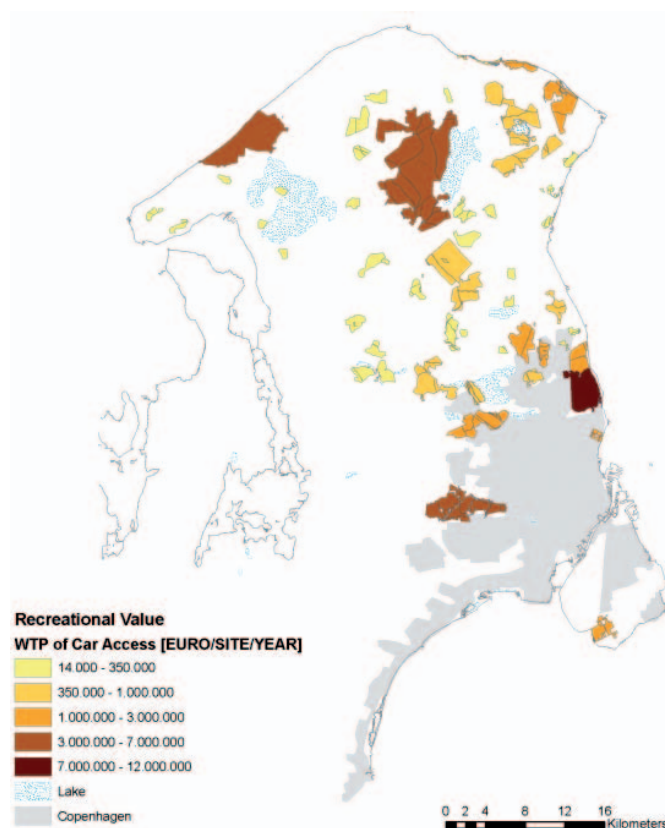 Recreational Value
WTP of Car Access [EURO/SITE/YEAR]
14.000 - 350.000
350.000 - 1.000.000
1.000.000 - 3.000.000
3.000.000 - 7.000.000
7.000.000 - 12.000.000
Lake
Copenhagen
0 2 4 8 12 16
Kilometers